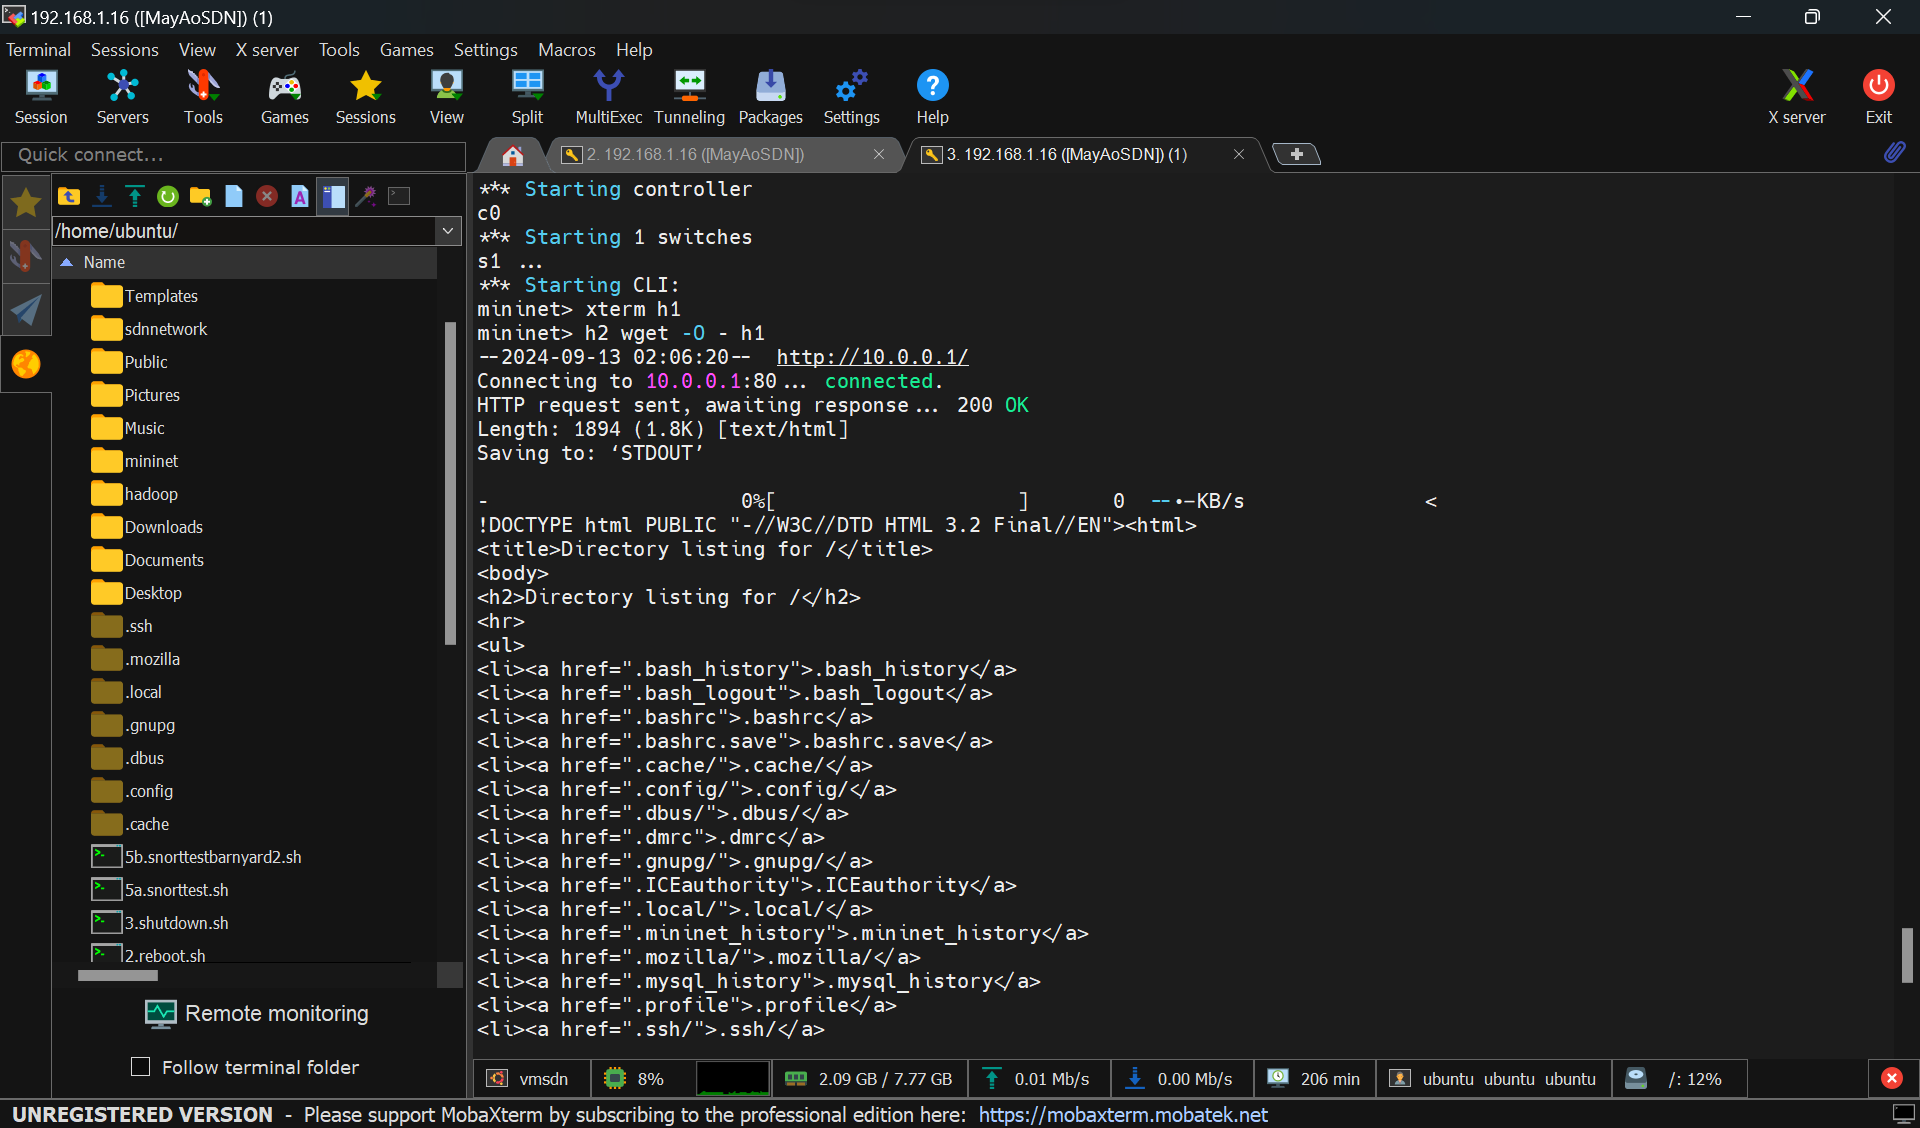 192.168.1.16 ([MayAoSDN]) (1)
Terminal Sessions View X server Tools Games Settings Macros Help
Session Servers Tools Games Sessions View Split MultiExec Tunneling Packages Settings Help X server Exit
Quick connect...
2. 192.168.1.16 ([MayAoSDN])
3. 192.168.1.16 ([MayAoSDN]) (1)
/home/ubuntu/
Name
Templates
sdnnetwork
Public
Pictures
Music
mininet
hadoop
Downloads
Documents
Desktop
.ssh
.mozilla
.local
.gnupg
.dbus
.config
.cache
5b.snorttestbarnyard2.sh
5a.snorttest.sh
3.shutdown.sh
2.reboot.sh
Remote monitoring
Follow terminal folder
*** Starting controller
c0
*** Starting 1 switches
s1 ...
*** Starting CLI:
mininet> xterm h1
mininet> h2 wget -O - h1
--2024-09-13 02:06:20--  http://10.0.0.1/
Connecting to 10.0.0.1:80... connected.
HTTP request sent, awaiting response... 200 OK
Length: 1894 (1.8K) [text/html]
Saving to: ‘STDOUT’
- 0%[ ] 0 --.-KB/s <
!DOCTYPE html PUBLIC "-//W3C//DTD HTML 3.2 Final//EN"><html>
<title>Directory listing for /</title>
<body>
<h2>Directory listing for /</h2>
<hr>
<ul>
<li><a href=".bash_history">.bash_history</a>
<li><a href=".bash_logout">.bash_logout</a>
<li><a href=".bashrc">.bashrc</a>
<li><a href=".bashrc.save">.bashrc.save</a>
<li><a href=".cache/">.cache/</a>
<li><a href=".config/">.config/</a>
<li><a href=".dbus/">.dbus/</a>
<li><a href=".dmrc">.dmrc</a>
<li><a href=".gnupg/">.gnupg/</a>
<li><a href=".ICEauthority">.ICEauthority</a>
<li><a href=".local/">.local/</a>
<li><a href=".mininet_history">.mininet_history</a>
<li><a href=".mozilla/">.mozilla/</a>
<li><a href=".mysql_history">.mysql_history</a>
<li><a href=".profile">.profile</a>
<li><a href=".ssh/">.ssh/</a>
vmsdn 8% 2.09 GB / 7.77 GB 0.01 Mb/s 0.00 Mb/s 206 min ubuntu ubuntu ubuntu /: 12%
UNREGISTERED VERSION - Please support MobaXterm by subscribing to the professional edition here: https://mobaxterm.mobatek.net